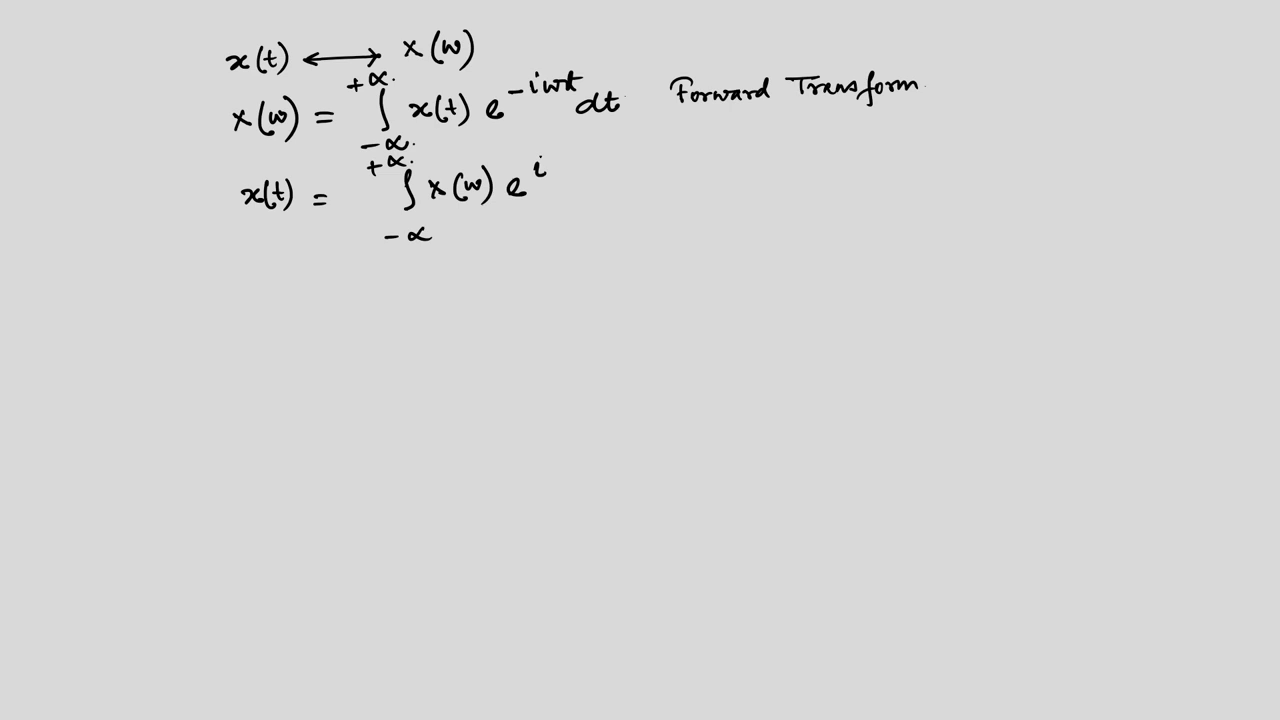 x(t) ⟷ X(w)
X(w) = ∫_{-∝}^{+∝} x(t) e^{-iwt} dt Forward Transform
x(t) = ∫_{-∝}^{+∝} X(w) e^{i}